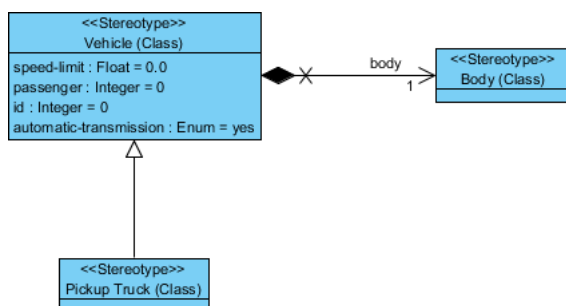 <<Stereotype>>
Vehicle (Class)
speed-limit : Float = 0.0
passenger : Integer = 0
id : Integer = 0
automatic-transmission : Enum = yes
body
1
<<Stereotype>>
Body (Class)
<<Stereotype>>
Pickup Truck (Class)